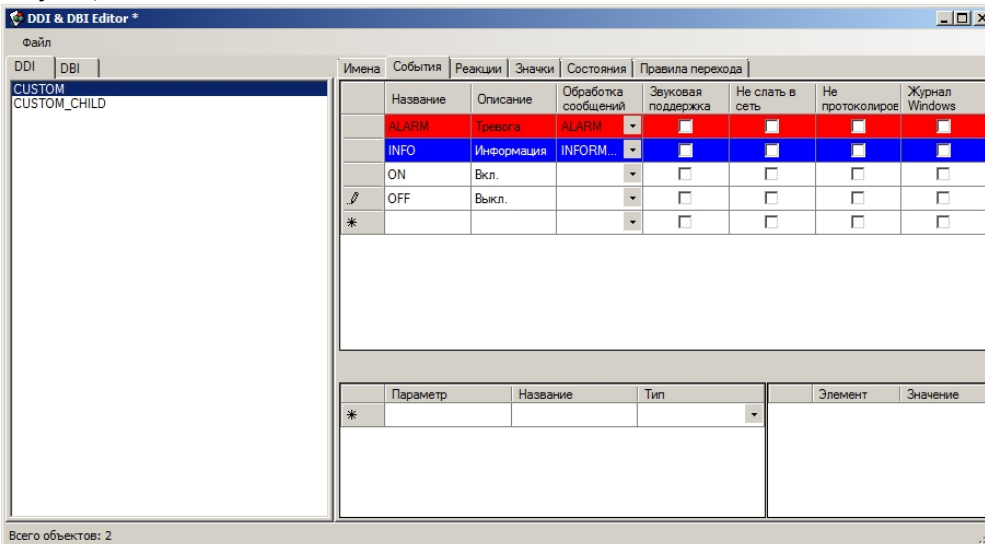 DDI & DBI Editor *
Файл
DDI DBI
CUSTOM
CUSTOM_CHILD
Имена События Реакции Значки Состояния Правила перехода
Название Описание Обработка сообщений Звуковая поддержка Не слать в сеть Не протоколиров Журнал Windows
ALARM Тревога ALARM
INFO Информация INFORM...
ON Вкл.
OFF Выкл.
Параметр Название Тип Элемент Значение
Всего объектов: 2